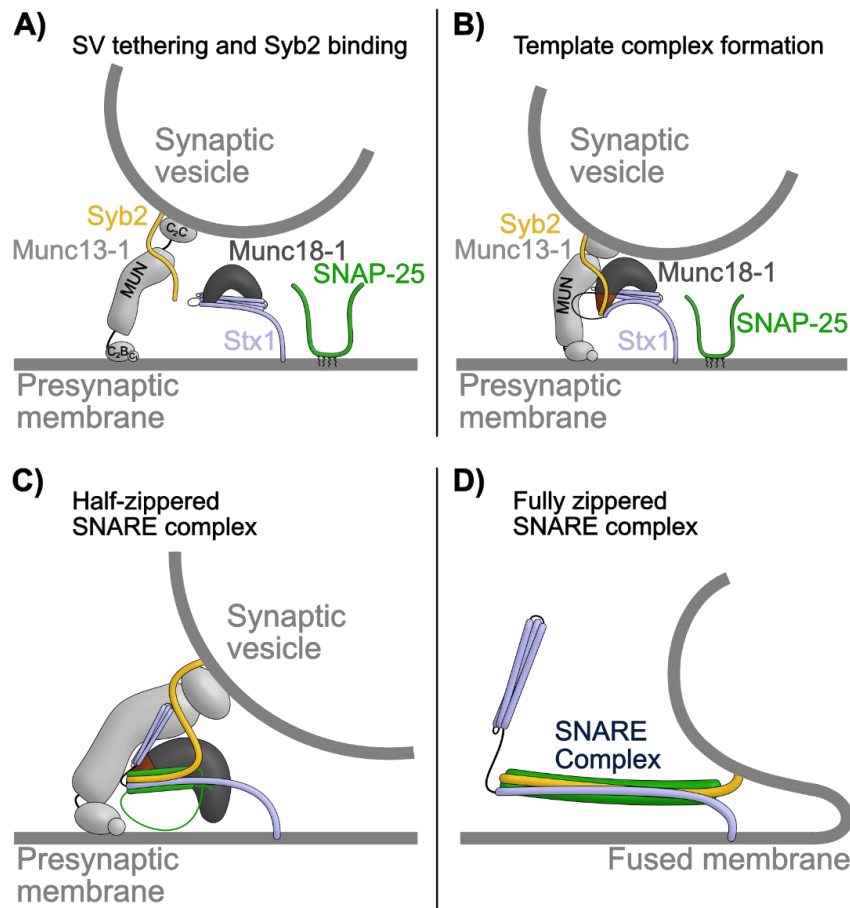 A)
SV tethering and Syb2 binding
Synaptic
vesicle
Syb2
C₂C
Munc13-1
Munc18-1
MUN
SNAP-25
Stx1
C₂BC₁
Presynaptic
membrane
B)
Template complex formation
Synaptic
vesicle
Syb2
Munc13-1
Munc18-1
MUN
SNAP-25
Stx1
Presynaptic
membrane
C)
Half-zippered
SNARE complex
Synaptic
vesicle
Presynaptic
membrane
D)
Fully zippered
SNARE complex
SNARE
Complex
Fused membrane